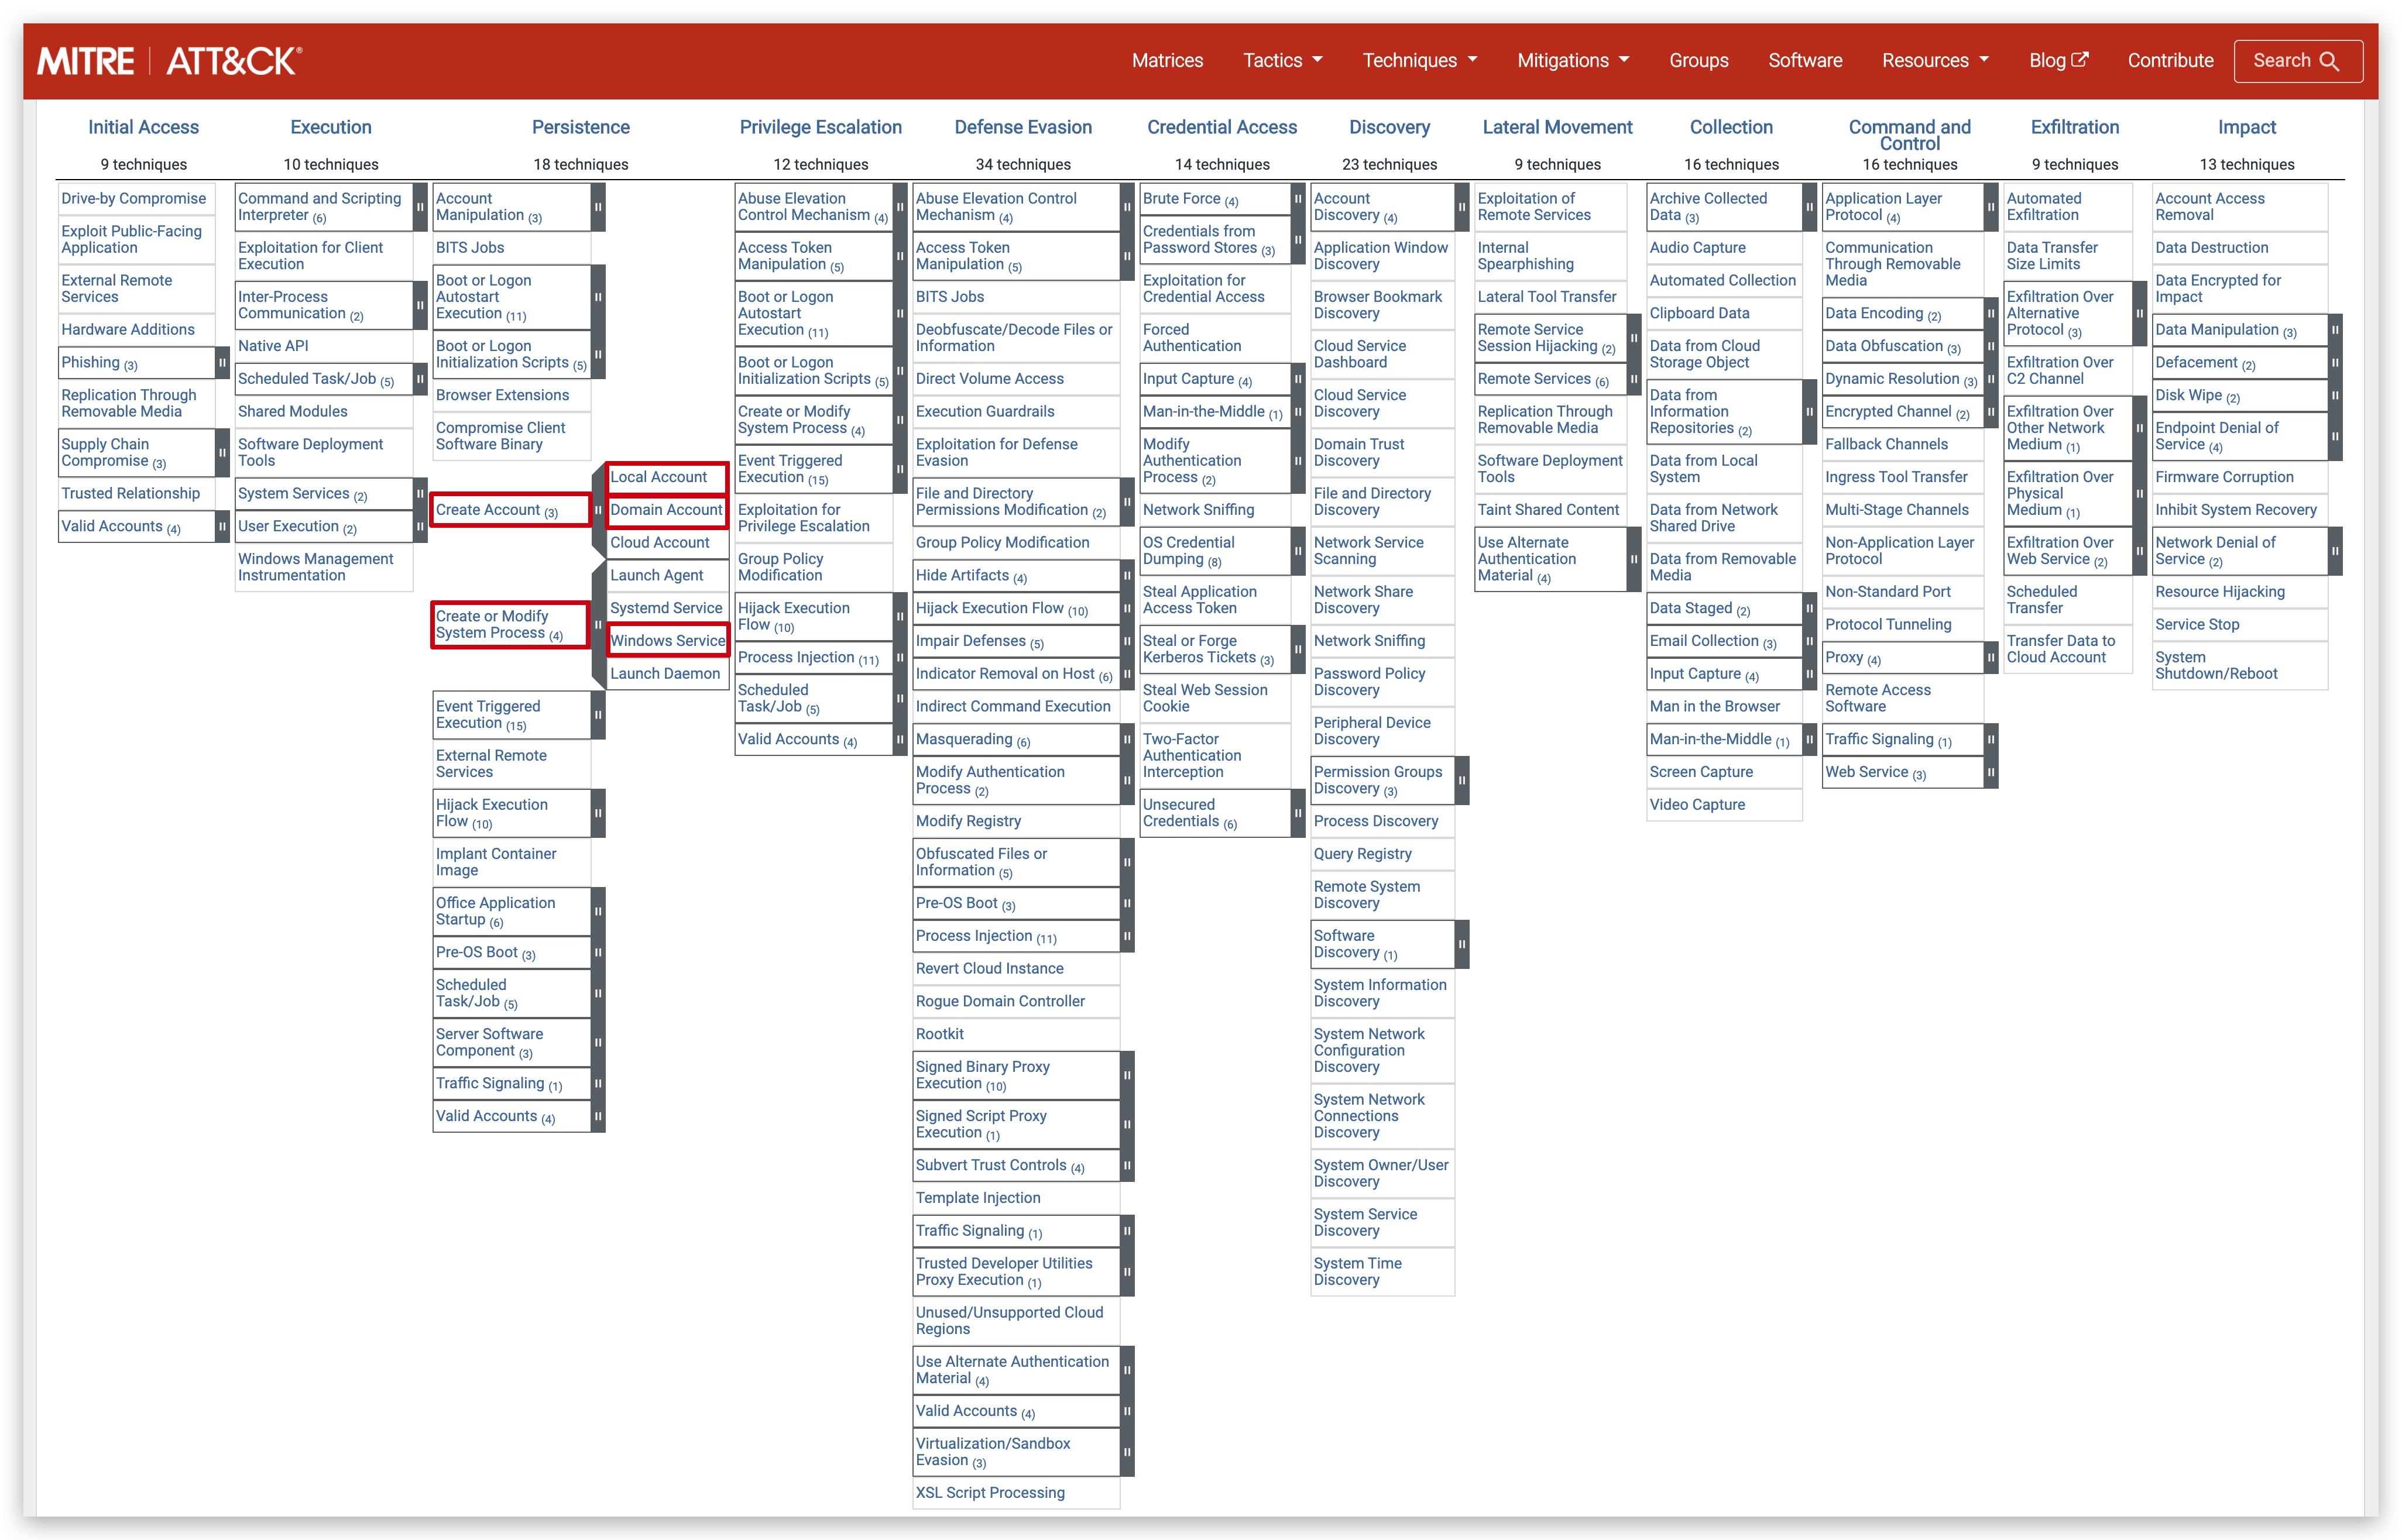 MITRE | ATT&CK®
Matrices
Tactics
Techniques
Mitigations
Groups
Software
Resources
Blog
Contribute
Search
Initial Access
9 techniques
Drive-by Compromise
Exploit Public-Facing
Application
External Remote
Services
Hardware Additions
Phishing (3)
Replication Through
Removable Media
Supply Chain
Compromise (3)
Trusted Relationship
Valid Accounts (4)
Execution
10 techniques
Command and Scripting
Interpreter (6)
Exploitation for Client
Execution
Inter-Process
Communication (2)
Native API
Scheduled Task/Job (5)
Shared Modules
Software Deployment
Tools
System Services (2)
User Execution (2)
Windows Management
Instrumentation
Persistence
18 techniques
Account
Manipulation (3)
BITS Jobs
Boot or Logon
Autostart
Execution (11)
Boot or Logon
Initialization Scripts (5)
Browser Extensions
Compromise Client
Software Binary
Create Account (3)
Local Account
Domain Account
Cloud Account
Create or Modify
System Process (4)
Launch Agent
Systemd Service
Windows Service
Launch Daemon
Event Triggered
Execution (15)
External Remote
Services
Hijack Execution
Flow (10)
Implant Container
Image
Office Application
Startup (6)
Pre-OS Boot (3)
Scheduled
Task/Job (5)
Server Software
Component (3)
Traffic Signaling (1)
Valid Accounts (4)
Privilege Escalation
12 techniques
Abuse Elevation
Control Mechanism (4)
Access Token
Manipulation (5)
Boot or Logon
Autostart
Execution (11)
Boot or Logon
Initialization Scripts (5)
Create or Modify
System Process (4)
Event Triggered
Execution (15)
Exploitation for
Privilege Escalation
Group Policy
Modification
Hijack Execution
Flow (10)
Process Injection (11)
Scheduled
Task/Job (5)
Valid Accounts (4)
Defense Evasion
34 techniques
Abuse Elevation Control
Mechanism (4)
Access Token
Manipulation (5)
BITS Jobs
Deobfuscate/Decode Files or
Information
Direct Volume Access
Execution Guardrails
Exploitation for Defense
Evasion
File and Directory
Permissions Modification (2)
Group Policy Modification
Hide Artifacts (4)
Hijack Execution Flow (10)
Impair Defenses (5)
Indicator Removal on Host (6)
Indirect Command Execution
Masquerading (6)
Modify Authentication
Process (2)
Modify Registry
Obfuscated Files or
Information (5)
Pre-OS Boot (3)
Process Injection (11)
Revert Cloud Instance
Rogue Domain Controller
Rootkit
Signed Binary Proxy
Execution (10)
Signed Script Proxy
Execution (1)
Subvert Trust Controls (4)
Template Injection
Traffic Signaling (1)
Trusted Developer Utilities
Proxy Execution (1)
Unused/Unsupported Cloud
Regions
Use Alternate Authentication
Material (4)
Valid Accounts (4)
Virtualization/Sandbox
Evasion (3)
XSL Script Processing
Credential Access
14 techniques
Brute Force (4)
Credentials from
Password Stores (3)
Exploitation for
Credential Access
Forced
Authentication
Input Capture (4)
Man-in-the-Middle (1)
Modify
Authentication
Process (2)
Network Sniffing
OS Credential
Dumping (8)
Steal Application
Access Token
Steal or Forge
Kerberos Tickets (3)
Steal Web Session
Cookie
Two-Factor
Authentication
Interception
Unsecured
Credentials (6)
Discovery
23 techniques
Account
Discovery (4)
Application Window
Discovery
Browser Bookmark
Discovery
Cloud Service
Dashboard
Cloud Service
Discovery
Domain Trust
Discovery
File and Directory
Discovery
Network Service
Scanning
Network Share
Discovery
Network Sniffing
Password Policy
Discovery
Peripheral Device
Discovery
Permission Groups
Discovery (3)
Process Discovery
Query Registry
Remote System
Discovery
Software
Discovery (1)
System Information
Discovery
System Network
Configuration
Discovery
System Network
Connections
Discovery
System Owner/User
Discovery
System Service
Discovery
System Time
Discovery
Lateral Movement
9 techniques
Exploitation of
Remote Services
Internal
Spearphishing
Lateral Tool Transfer
Remote Service
Session Hijacking (2)
Remote Services (6)
Replication Through
Removable Media
Software Deployment
Tools
Taint Shared Content
Use Alternate
Authentication
Material (4)
Collection
16 techniques
Archive Collected
Data (3)
Audio Capture
Automated Collection
Clipboard Data
Data from Cloud
Storage Object
Data from
Information
Repositories (2)
Data from Local
System
Data from Network
Shared Drive
Data from Removable
Media
Data Staged (2)
Email Collection (3)
Input Capture (4)
Man in the Browser
Man-in-the-Middle (1)
Screen Capture
Video Capture
Command and
Control
16 techniques
Application Layer
Protocol (4)
Communication
Through Removable
Media
Data Encoding (2)
Data Obfuscation (3)
Dynamic Resolution (3)
Encrypted Channel (2)
Fallback Channels
Ingress Tool Transfer
Multi-Stage Channels
Non-Application Layer
Protocol
Non-Standard Port
Protocol Tunneling
Proxy (4)
Remote Access
Software
Traffic Signaling (1)
Web Service (3)
Exfiltration
9 techniques
Automated
Exfiltration
Data Transfer
Size Limits
Exfiltration Over
Alternative
Protocol (3)
Exfiltration Over
C2 Channel
Exfiltration Over
Other Network
Medium (1)
Exfiltration Over
Physical
Medium (1)
Exfiltration Over
Web Service (2)
Scheduled
Transfer
Transfer Data to
Cloud Account
Impact
13 techniques
Account Access
Removal
Data Destruction
Data Encrypted for
Impact
Data Manipulation (3)
Defacement (2)
Disk Wipe (2)
Endpoint Denial of
Service (4)
Firmware Corruption
Inhibit System Recovery
Network Denial of
Service (2)
Resource Hijacking
Service Stop
System
Shutdown/Reboot